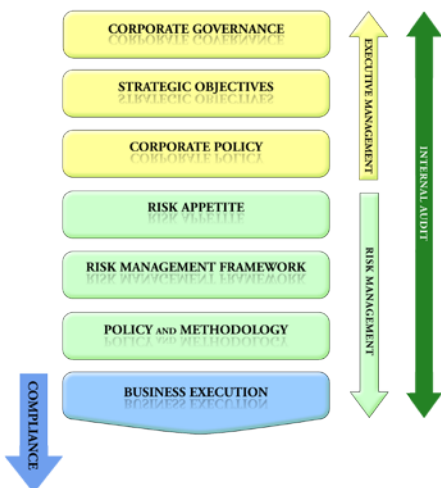 CORPORATE GOVERNANCE
STRATEGIC OBJECTIVES
CORPORATE POLICY
RISK APPETITE
RISK MANAGEMENT FRAMEWORK
POLICY AND METHODOLOGY
BUSINESS EXECUTION
EXECUTIVE MANAGEMENT
RISK MANAGEMENT
INTERNAL AUDIT
COMPLIANCE